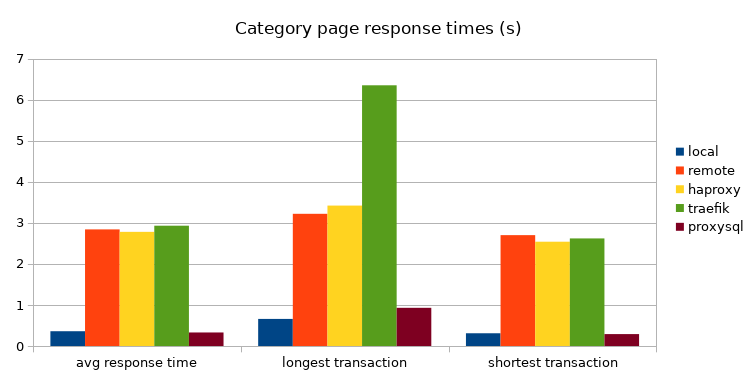 Category page response times (s)
7
6
5
4
3
2
1
0
avg response time
longest transaction
shortest transaction
local
remote
haproxy
traefik
proxysql